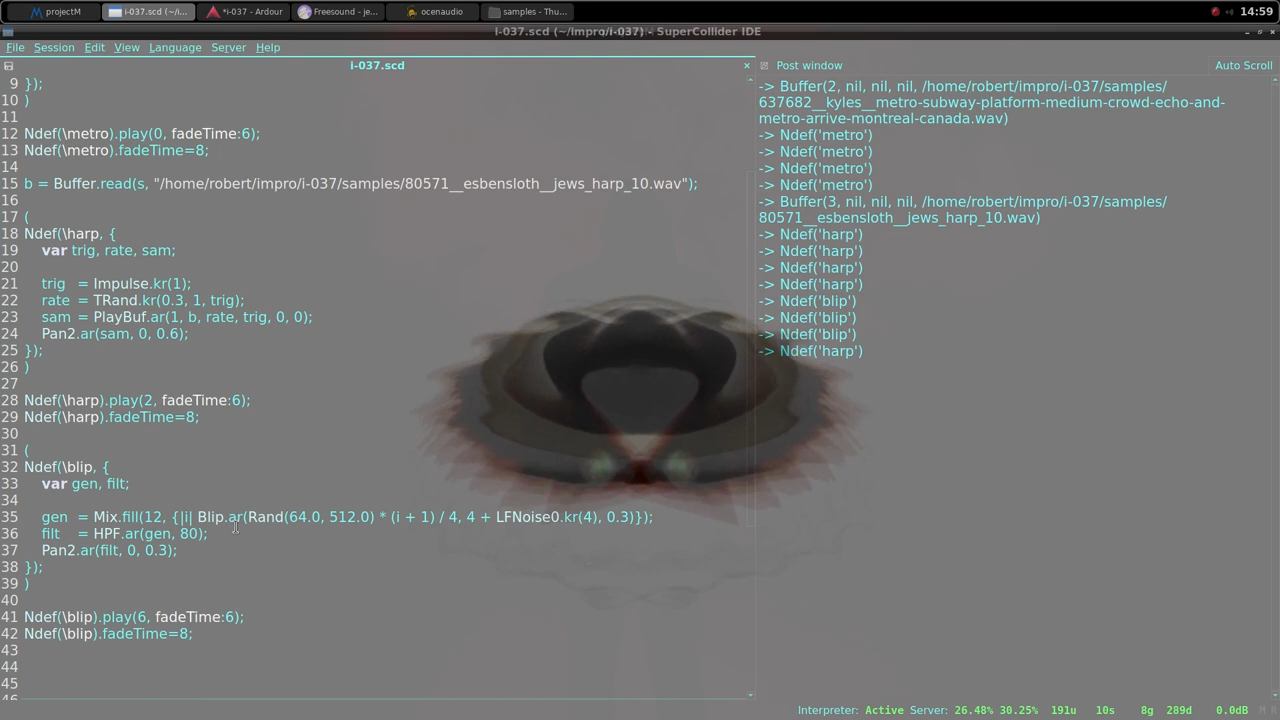 projectM
i-037.scd (~/i...
*i-037 - Ardour
Freesound - je...
ocenaudio
samples - Thu...
14:59
i-037.scd (~/impro/i-037) - SuperCollider IDE
File Session Edit View Language Server Help
i-037.scd
×
Post window
Auto Scroll
9 });
10 )
11
12 Ndef(\metro).play(0, fadeTime:6);
13 Ndef(\metro).fadeTime=8;
14
15 b = Buffer.read(s, "/home/robert/impro/i-037/samples/80571__esbensloth__jews_harp_10.wav");
16
17 (
18 Ndef(\harp, {
19 var trig, rate, sam;
20
21 trig = Impulse.kr(1);
22 rate = TRand.kr(0.3, 1, trig);
23 sam = PlayBuf.ar(1, b, rate, trig, 0, 0);
24 Pan2.ar(sam, 0, 0.6);
25 });
26 )
27
28 Ndef(\harp).play(2, fadeTime:6);
29 Ndef(\harp).fadeTime=8;
30
31 (
32 Ndef(\blip, {
33 var gen, filt;
34
35 gen = Mix.fill(12, {|i| Blip.ar(Rand(64.0, 512.0) * (i + 1) / 4, 4 + LFNoise0.kr(4), 0.3)});
36 filt = HPF.ar(gen, 80);
37 Pan2.ar(filt, 0, 0.3);
38 });
39 )
40
41 Ndef(\blip).play(6, fadeTime:6);
42 Ndef(\blip).fadeTime=8;
43
44
45
-> Buffer(2, nil, nil, nil, /home/robert/impro/i-037/samples/
637682__kyles__metro-subway-platform-medium-crowd-echo-and-
metro-arrive-montreal-canada.wav)
-> Ndef('metro')
-> Ndef('metro')
-> Ndef('metro')
-> Ndef('metro')
-> Buffer(3, nil, nil, nil, /home/robert/impro/i-037/samples/
80571__esbensloth__jews_harp_10.wav)
-> Ndef('harp')
-> Ndef('harp')
-> Ndef('harp')
-> Ndef('harp')
-> Ndef('blip')
-> Ndef('blip')
-> Ndef('blip')
-> Ndef('harp')
Interpreter: Active Server: 26.48% 30.25% 191u 10s 8g 289d 0.0dB